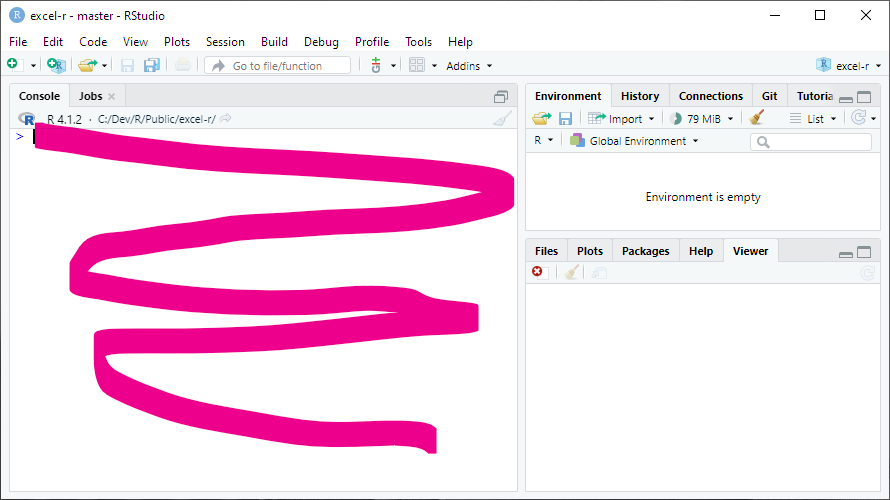 excel-r - master - RStudio
File Edit Code View Plots Session Build Debug Profile Tools Help
Go to file/function Addins excel-r
Console Jobs
R 4.1.2 · C:/Dev/R/Public/excel-r/
>
Environment History Connections Git Tutoria
Import 79 MiB List
R Global Environment
Environment is empty
Files Plots Packages Help Viewer